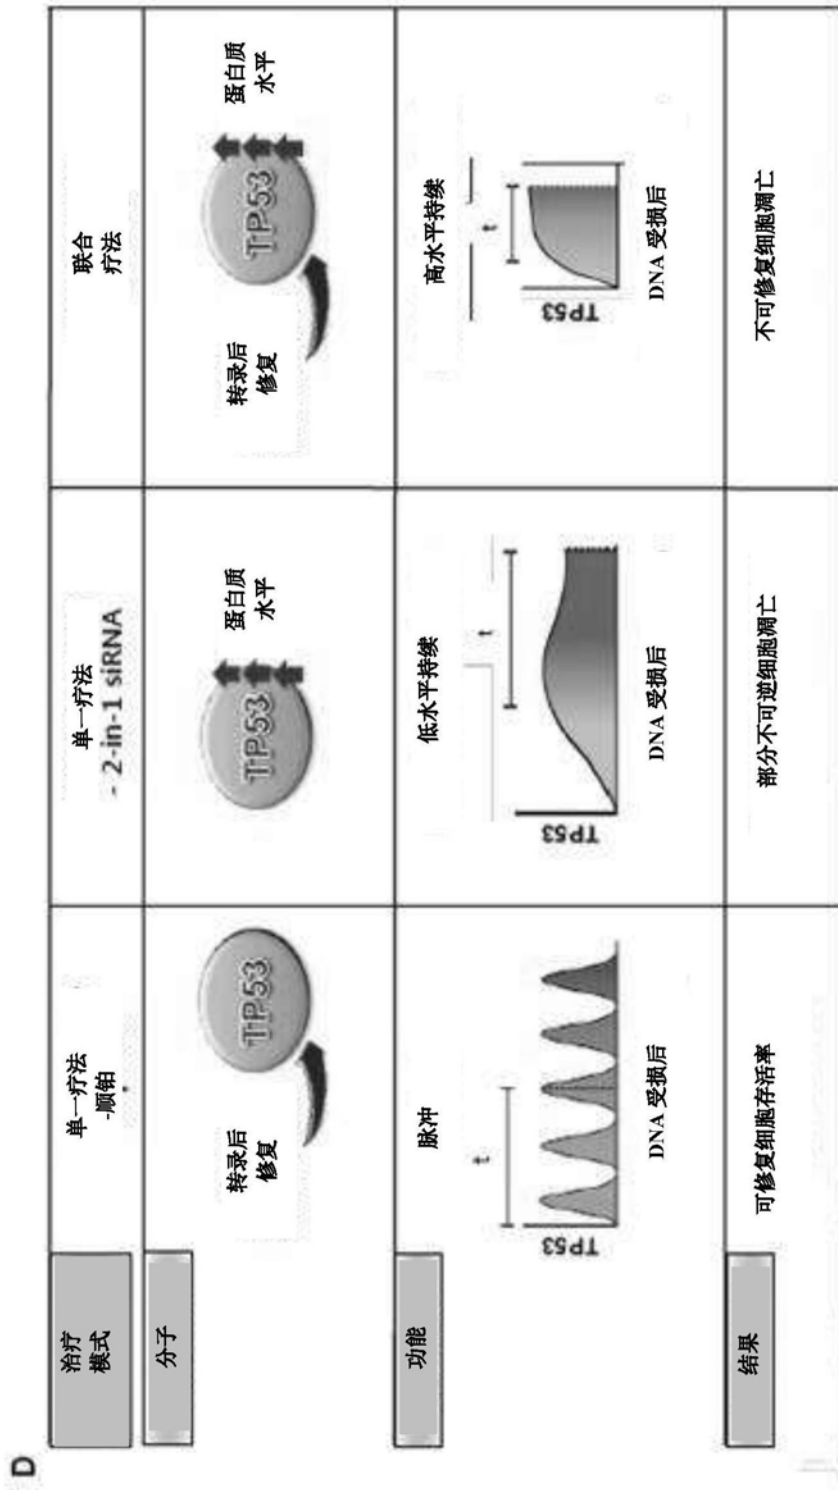 D
治疗
模式
单一疗法
-顺铂
单一疗法
- 2-in-1 siRNA
联合
疗法
分子
转录后
修复
TP53
TP53
蛋白质
水平
转录后
修复
TP53
蛋白质
水平
功能
脉冲
t
TP53
DNA 受损后
低水平持续
t
TP53
DNA 受损后
高水平持续
t
TP53
DNA 受损后
结果
可修复细胞存活率
部分不可逆细胞凋亡
不可修复细胞凋亡